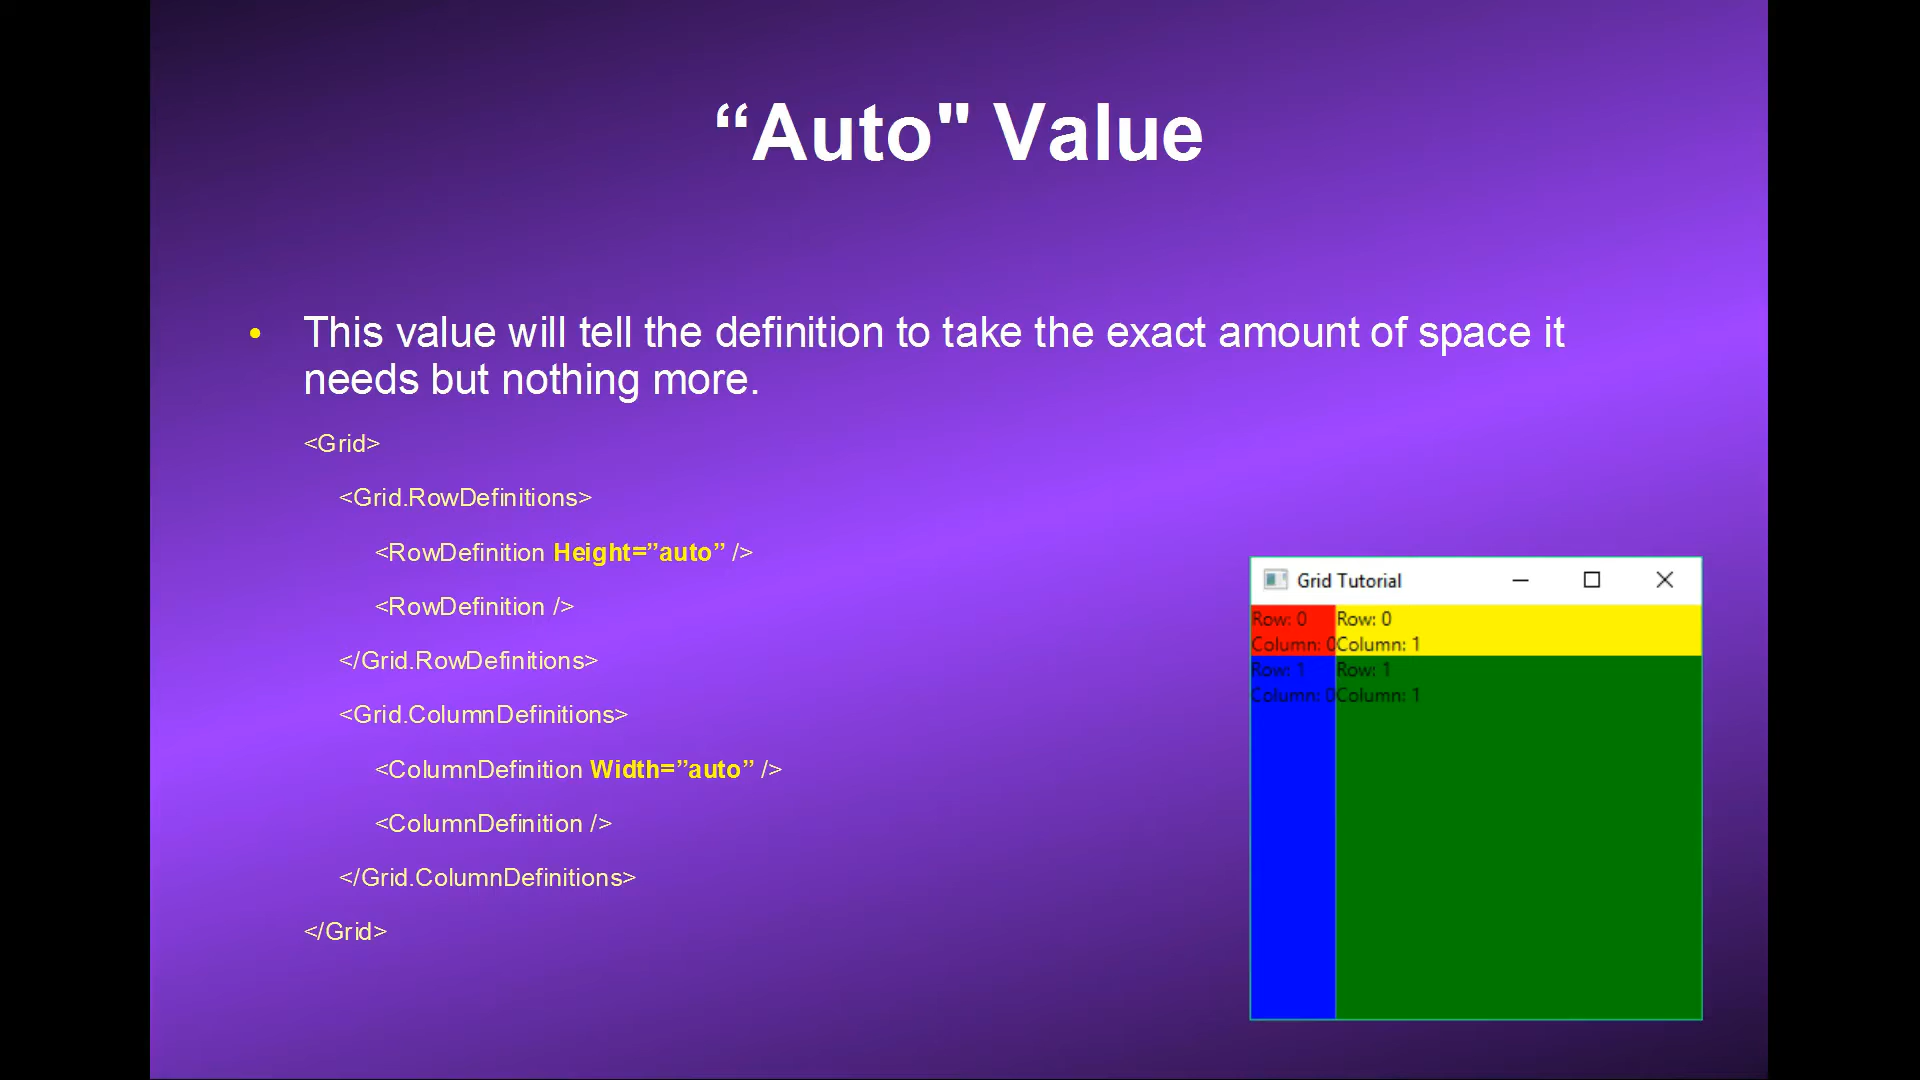 “Auto" Value
• This value will tell the definition to take the exact amount of space it
needs but nothing more.
<Grid>
<Grid.RowDefinitions>
<RowDefinition Height=”auto” />
<RowDefinition />
</Grid.RowDefinitions>
<Grid.ColumnDefinitions>
<ColumnDefinition Width=”auto” />
<ColumnDefinition />
</Grid.ColumnDefinitions>
</Grid>
Grid Tutorial
Row: 0
Column: 0
Row: 0
Column: 1
Row: 1
Column: 0
Row: 1
Column: 1